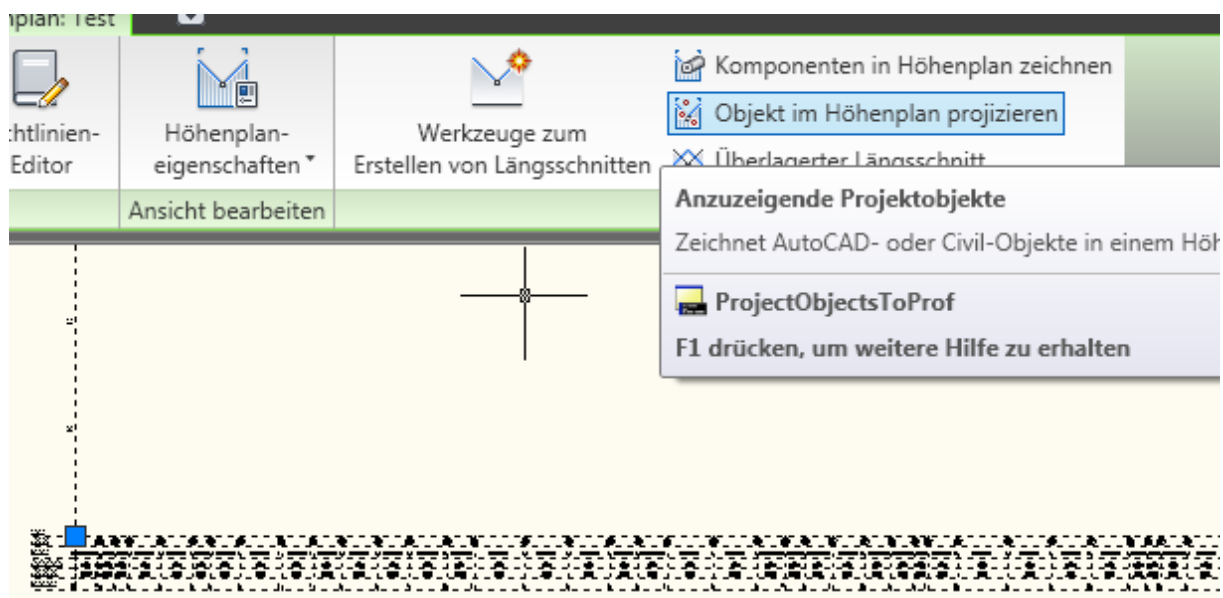 nplan: Test
Komponenten in Höhenplan zeichnen
Objekt im Höhenplan projizieren
Überlagerter Längsschnitt
chtlinien-
Editor
Höhenplan-
eigenschaften
Werkzeuge zum
Erstellen von Längsschnitten
Ansicht bearbeiten
Anzuzeigende Projektobjekte
Zeichnet AutoCAD- oder Civil-Objekte in einem Höh
ProjectObjectsToProf
F1 drücken, um weitere Hilfe zu erhalten